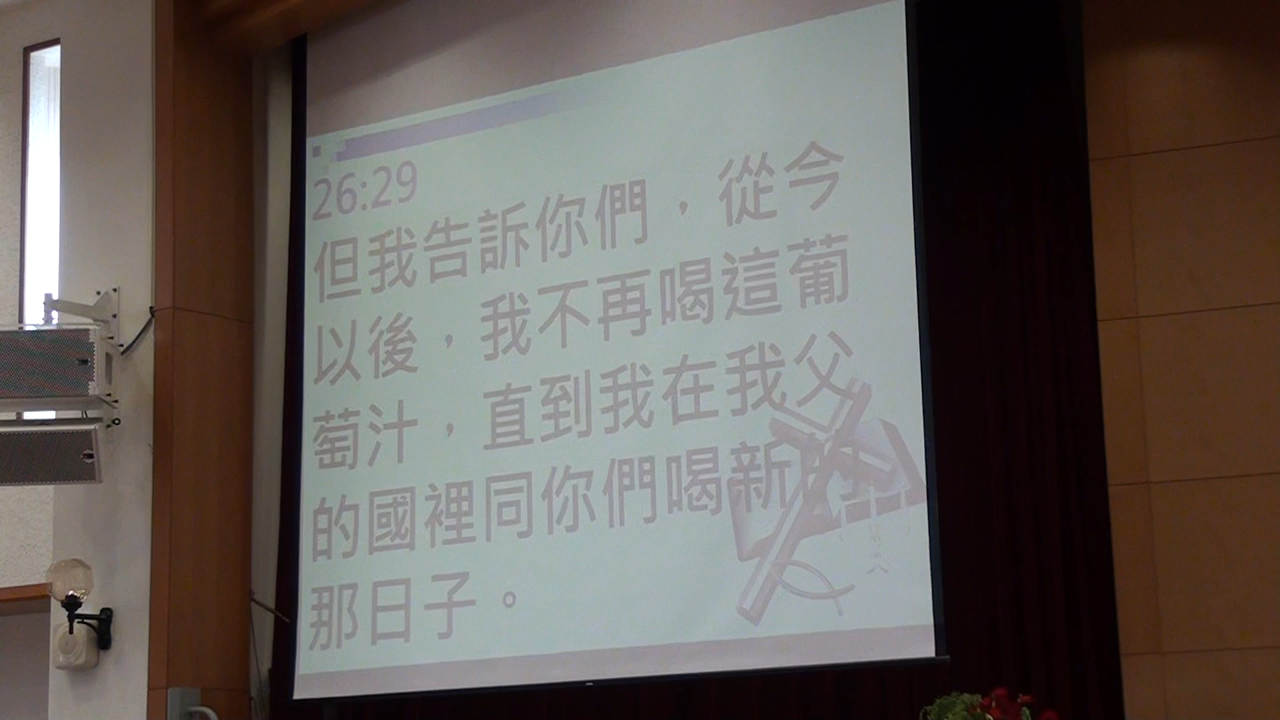 26:29
但我告訴你們，從今
以後，我不再喝這葡
萄汁，直到我在我父
的國裡同你們喝新的
那日子。